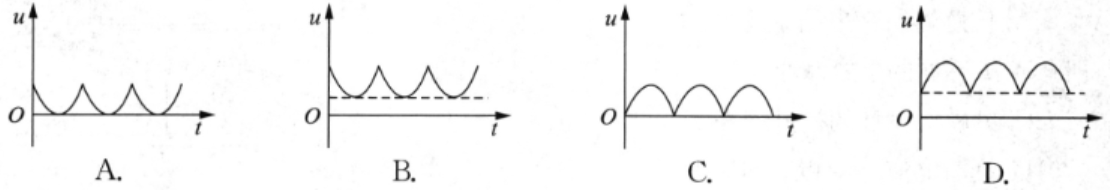 u O t
A.
u O t
B.
u O t
C.
u O t
D.